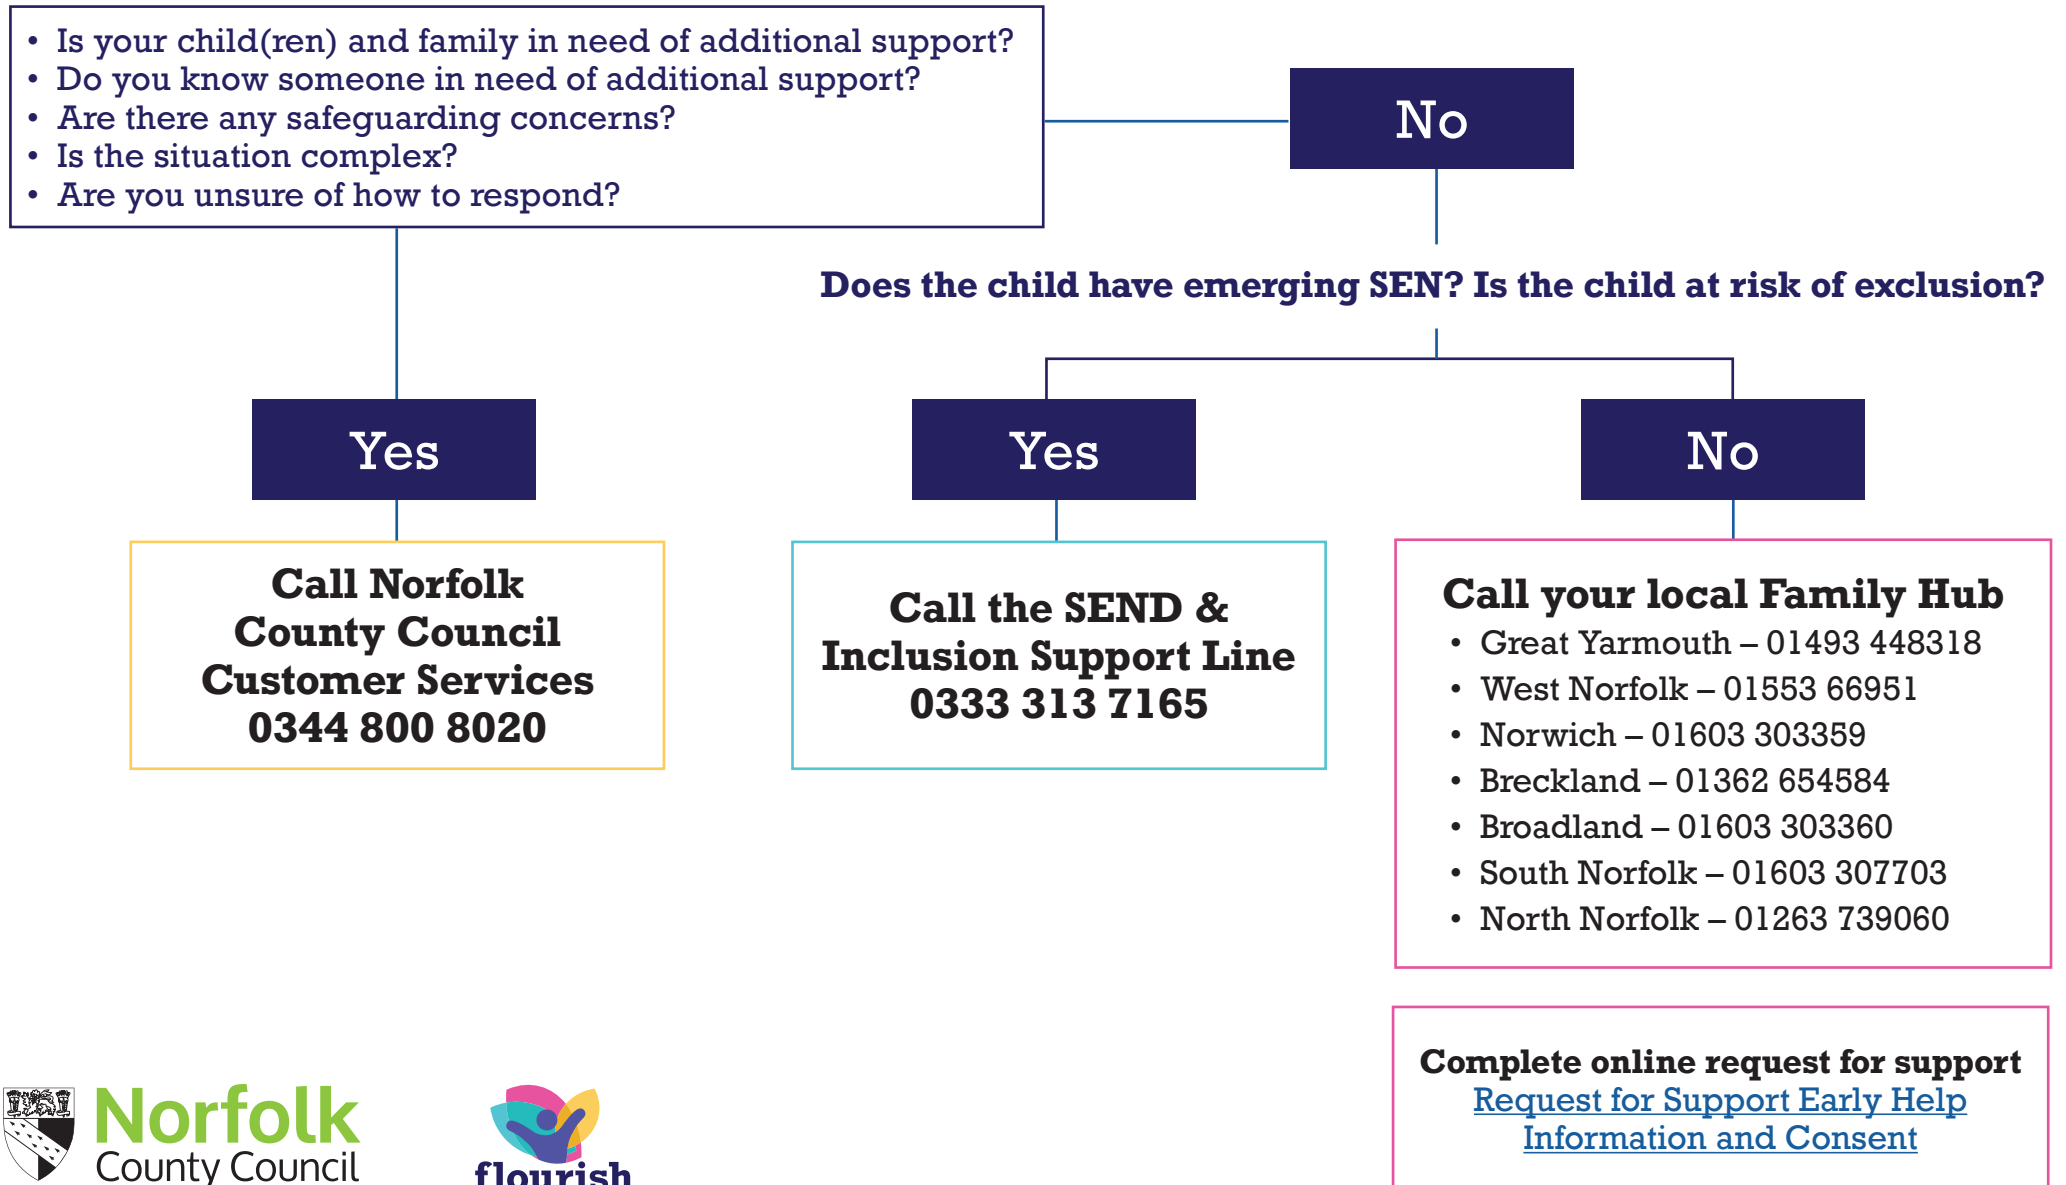 • Is your child(ren) and family in need of additional support?
• Do you know someone in need of additional support?
• Are there any safeguarding concerns?
• Is the situation complex?
• Are you unsure of how to respond?
No
Does the child have emerging SEN? Is the child at risk of exclusion?
Yes
Yes
No
Call Norfolk
County Council
Customer Services
0344 800 8020
Call the SEND &
Inclusion Support Line
0333 313 7165
Call your local Family Hub
• Great Yarmouth – 01493 448318
• West Norfolk – 01553 66951
• Norwich – 01603 303359
• Breckland – 01362 654584
• Broadland – 01603 303360
• South Norfolk – 01603 307703
• North Norfolk – 01263 739060
Complete online request for support
Request for Support Early Help
Information and Consent
Norfolk
County Council
flourish